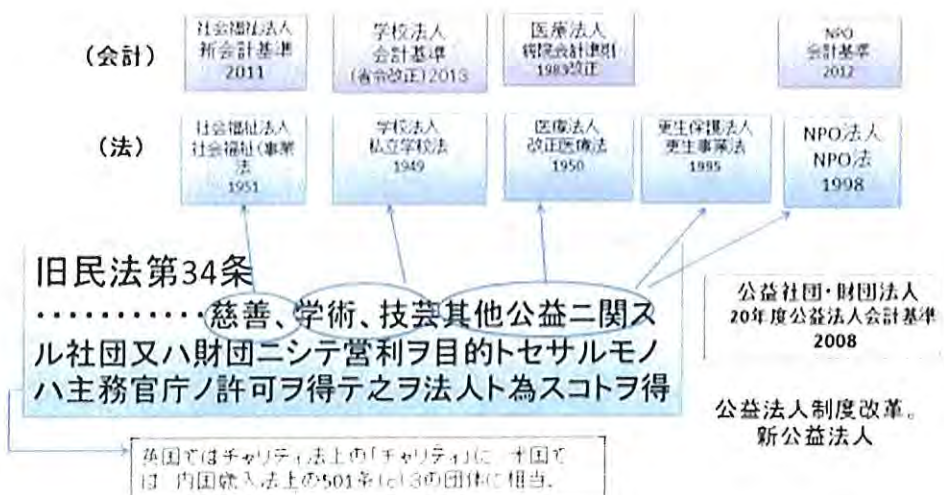 (会計)
社会福祉法人
新会計基準
2011
学校法人
会計基準
(省令改正)2013
医療法人
病院会計準則
1983改正
NPO
会計基準
2012
(法)
社会福祉法人
社会福祉(事業
法
1951
学校法人
私立学校法
1949
医療法人
改正医療法
1950
更生保護法人
更生事業法
1995
NPO法人
NPO法
1998
旧民法第34条
・・・・・・・・・・・慈善、学術、技芸其他公益ニ関ス
ル社団又ハ財団ニシテ営利ヲ目的トセサルモノ
ハ主務官庁ノ許可ヲ得テ之ヲ法人ト為スコトヲ得
公益社団・財団法人
20年度公益法人会計基準
2008
公益法人制度改革。
新公益法人
英国ではチャリティ法上の「チャリティ」に、米国で
は、内国歳入法上の501条(c)3の団体に相当。